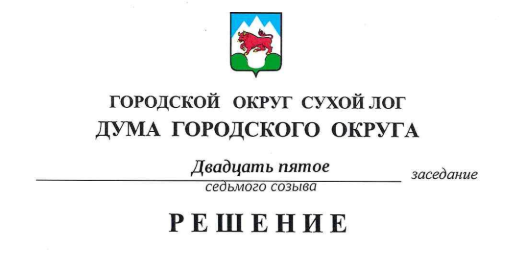 ГОРОДСКОЙ ОКРУГ СУХОЙ ЛОГ
ДУМА ГОРОДСКОГО ОКРУГА
Двадцать пятое заседание
седьмого созыва
РЕШЕНИЕ